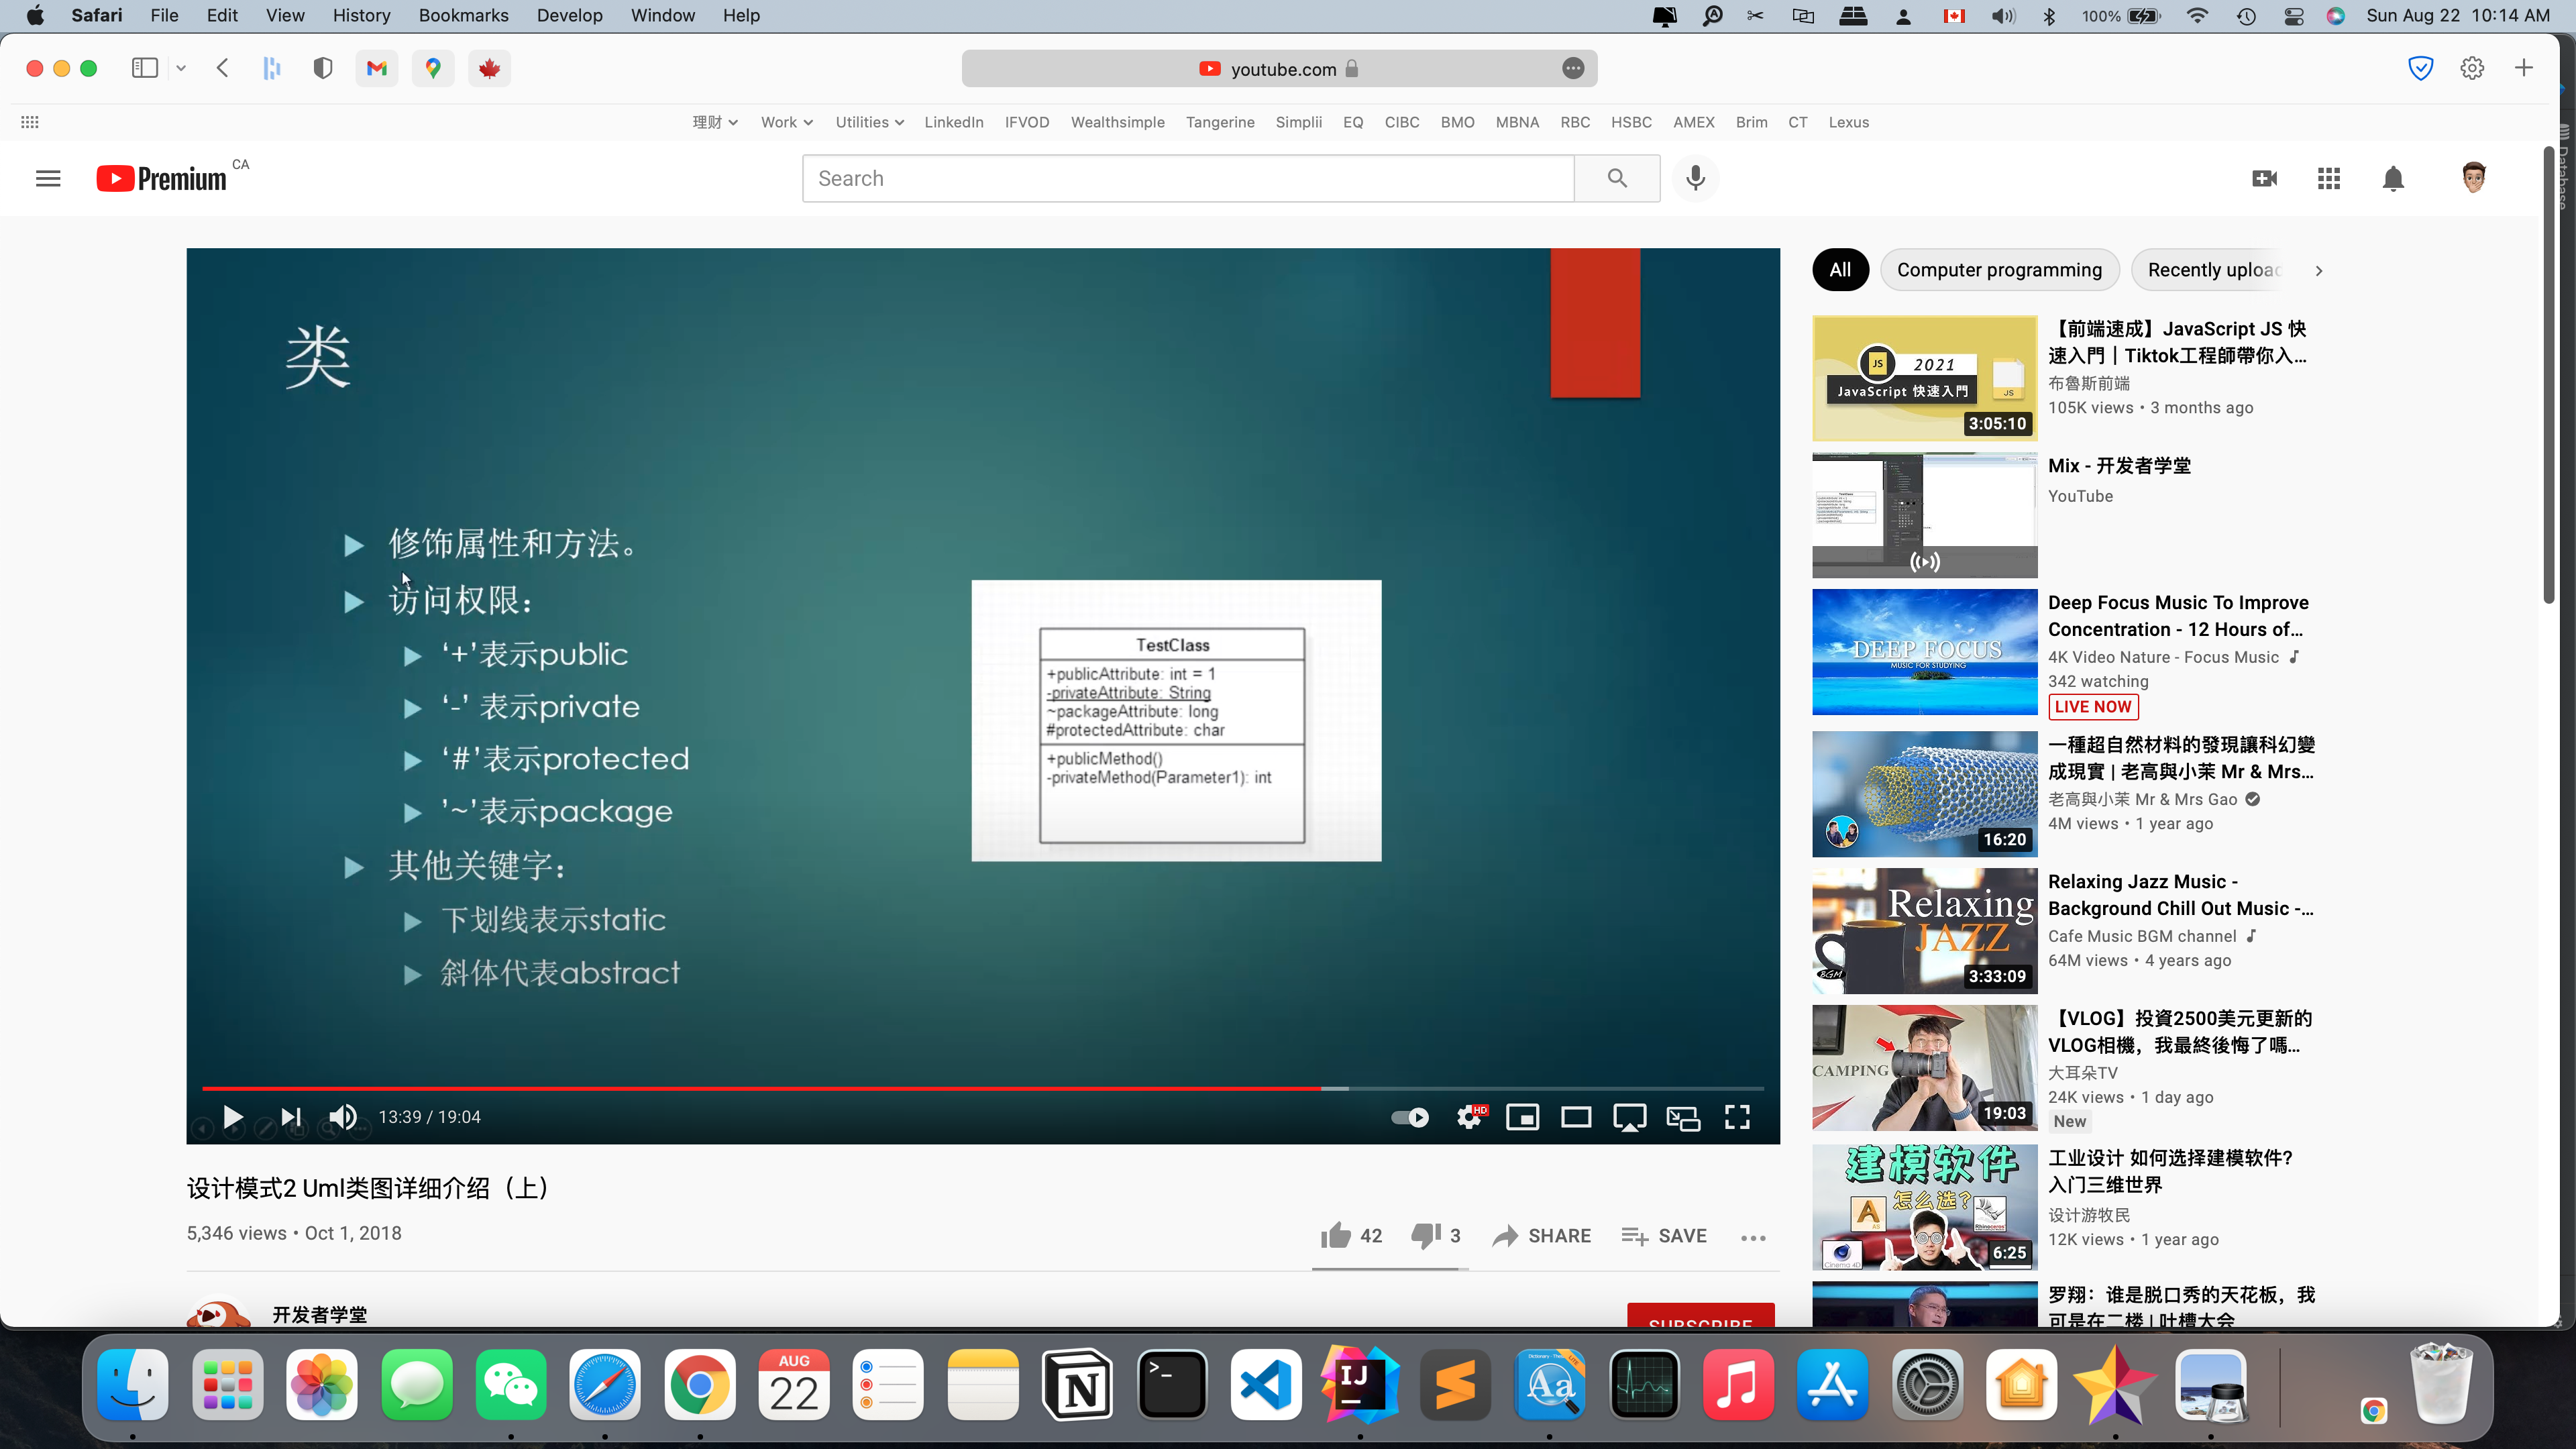 Safari File Edit View History Bookmarks Develop Window Help 100% Sun Aug 22 10:14 AM
youtube.com
理财 Work Utilities LinkedIn IFVOD Wealthsimple Tangerine Simplii EQ CIBC BMO MBNA RBC HSBC AMEX Brim CT Lexus
Database
Premium CA
Search
类
修饰属性和方法。
访问权限：
‘+’表示public
‘-’ 表示private
‘#’表示protected
’~’表示package
其他关键字：
下划线表示static
斜体代表abstract
TestClass
+publicAttribute: int = 1
-privateAttribute: String
~packageAttribute: long
#protectedAttribute: char
+publicMethod()
-privateMethod(Parameter1): int
13:39 / 19:04
HD
设计模式2 Uml类图详细介绍（上）
5,346 views • Oct 1, 2018
42 3 SHARE SAVE
开发者学堂
SUBSCRIBE
All Computer programming Recently uploa
JS 2021
JavaScript 快速入門
JS
3:05:10
【前端速成】JavaScript JS 快
速入門｜Tiktok工程師帶你入...
布魯斯前端
105K views • 3 months ago
Mix - 开发者学堂
YouTube
DEEP FOCUS
MUSIC FOR STUDYING
Deep Focus Music To Improve
Concentration - 12 Hours of...
4K Video Nature - Focus Music
342 watching
LIVE NOW
16:20
一種超自然材料的發現讓科幻變
成現實 | 老高與小茉 Mr & Mrs...
老高與小茉 Mr & Mrs Gao
4M views • 1 year ago
Relaxing
JAZZ
BGM
3:33:09
Relaxing Jazz Music -
Background Chill Out Music -...
Cafe Music BGM channel
64M views • 4 years ago
CAMPING
19:03
【VLOG】投資2500美元更新的
VLOG相機，我最終後悔了嗎...
大耳朵TV
24K views • 1 day ago
New
建模软件
怎么选？
Cinema 4D
6:25
工业设计 如何选择建模软件？
入门三维世界
设计游牧民
12K views • 1 year ago
罗翔：谁是脱口秀的天花板，我
可是在二楼 | 吐槽大会
AUG
22
IJ
Aa